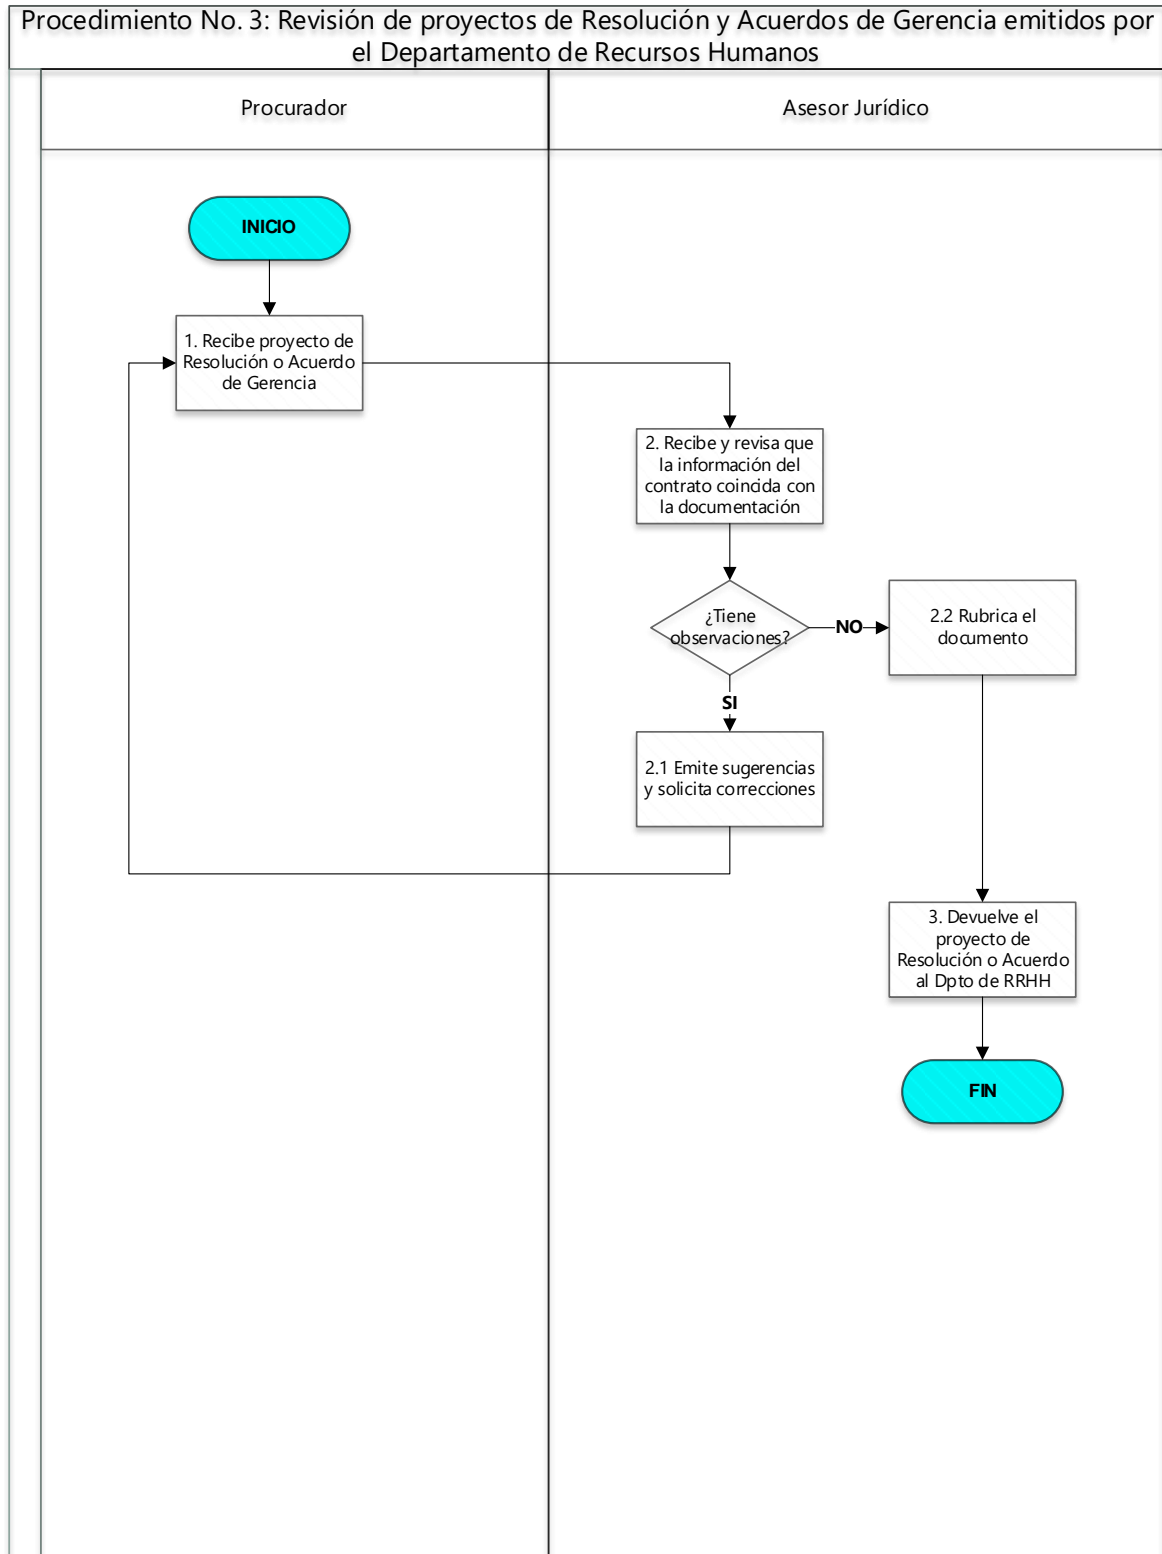 Procedimiento No. 3: Revisión de proyectos de Resolución y Acuerdos de Gerencia emitidos por
el Departamento de Recursos Humanos
Procurador
Asesor Jurídico
INICIO
1. Recibe proyecto de
Resolución o Acuerdo
de Gerencia
2. Recibe y revisa que
la información del
contrato coincida con
la documentación
¿Tiene
observaciones?
NO
2.2 Rubrica el
documento
SI
2.1 Emite sugerencias
y solicita correcciones
3. Devuelve el
proyecto de
Resolución o Acuerdo
al Dpto de RRHH
FIN